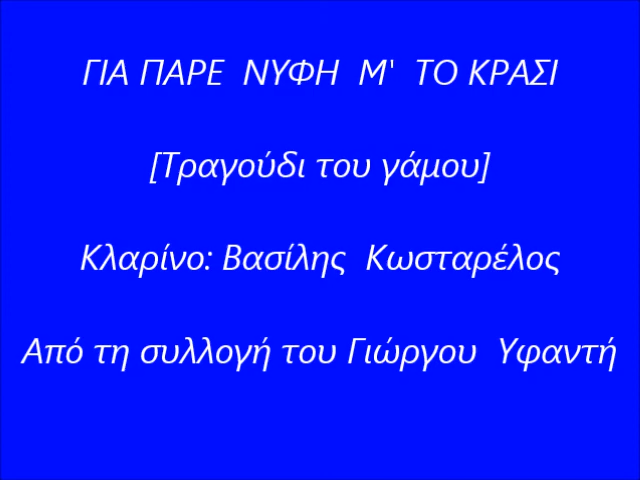 ΓΙΑ ΠΑΡΕ ΝΥΦΗ Μ' ΤΟ ΚΡΑΣΙ
[Τραγούδι του γάμου]
Κλαρίνο: Βασίλης Κωσταρέλος
Από τη συλλογή του Γιώργου Υφαντή